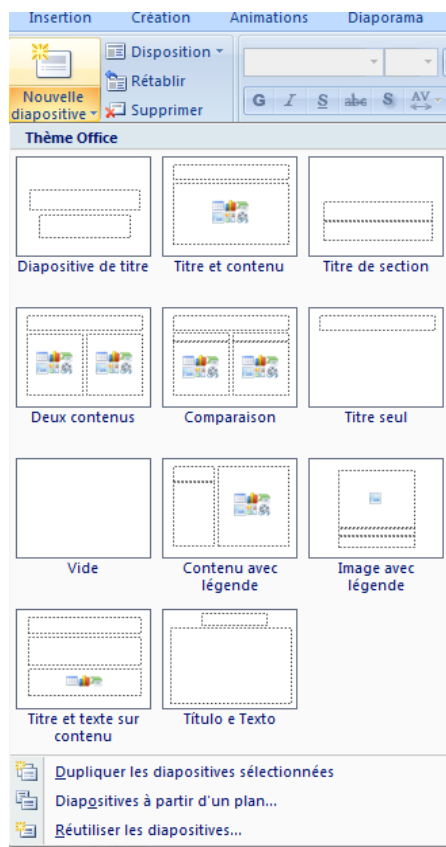 Insertion Création Animations Diaporama
Disposition
Rétablir
Nouvelle
diapositive
Supprimer
G I S abc S AV
Thème Office
Diapositive de titre Titre et contenu Titre de section
Deux contenus Comparaison Titre seul
Vide Contenu avec Image avec
légende légende
Titre et texte sur Título e Texto
contenu
Dupliquer les diapositives sélectionnées
Diapositives à partir d'un plan...
Réutiliser les diapositives...